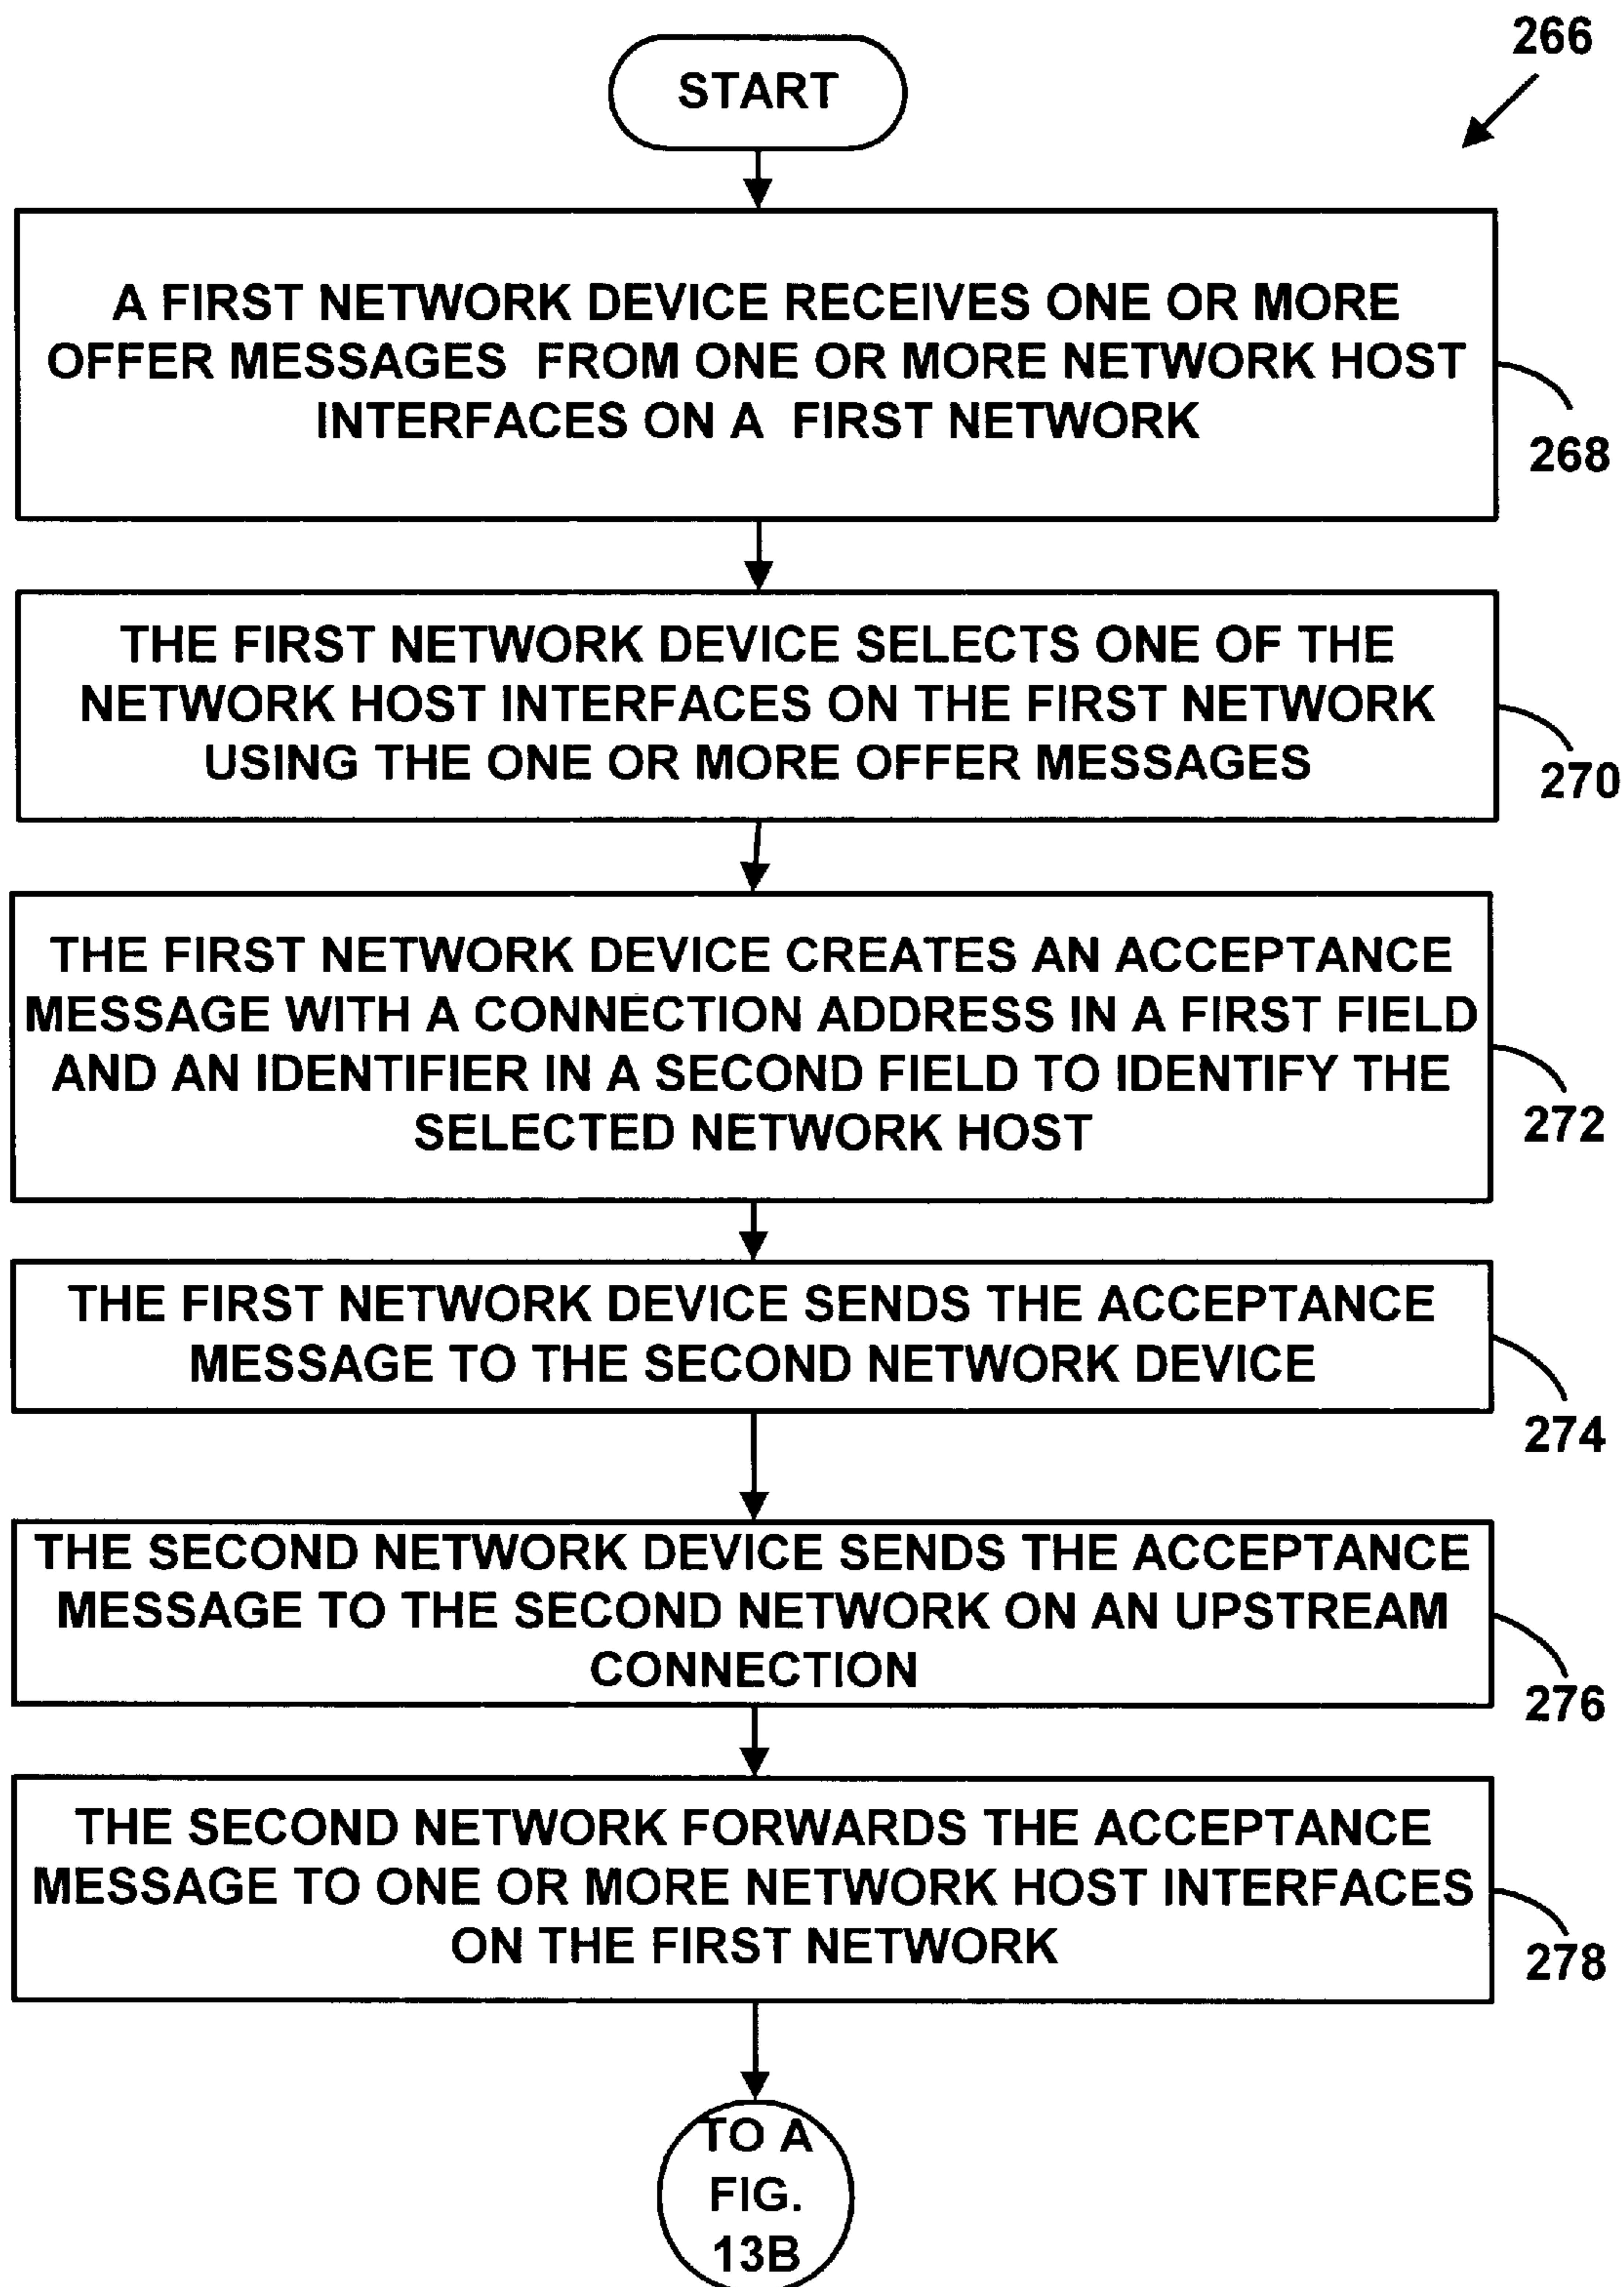 266
START
A FIRST NETWORK DEVICE RECEIVES ONE OR MORE
OFFER MESSAGES FROM ONE OR MORE NETWORK HOST
INTERFACES ON A FIRST NETWORK
268
THE FIRST NETWORK DEVICE SELECTS ONE OF THE
NETWORK HOST INTERFACES ON THE FIRST NETWORK
USING THE ONE OR MORE OFFER MESSAGES
270
THE FIRST NETWORK DEVICE CREATES AN ACCEPTANCE
MESSAGE WITH A CONNECTION ADDRESS IN A FIRST FIELD
AND AN IDENTIFIER IN A SECOND FIELD TO IDENTIFY THE
SELECTED NETWORK HOST
272
THE FIRST NETWORK DEVICE SENDS THE ACCEPTANCE
MESSAGE TO THE SECOND NETWORK DEVICE
274
THE SECOND NETWORK DEVICE SENDS THE ACCEPTANCE
MESSAGE TO THE SECOND NETWORK ON AN UPSTREAM
CONNECTION
276
THE SECOND NETWORK FORWARDS THE ACCEPTANCE
MESSAGE TO ONE OR MORE NETWORK HOST INTERFACES
ON THE FIRST NETWORK
278
TO A
FIG.
13B